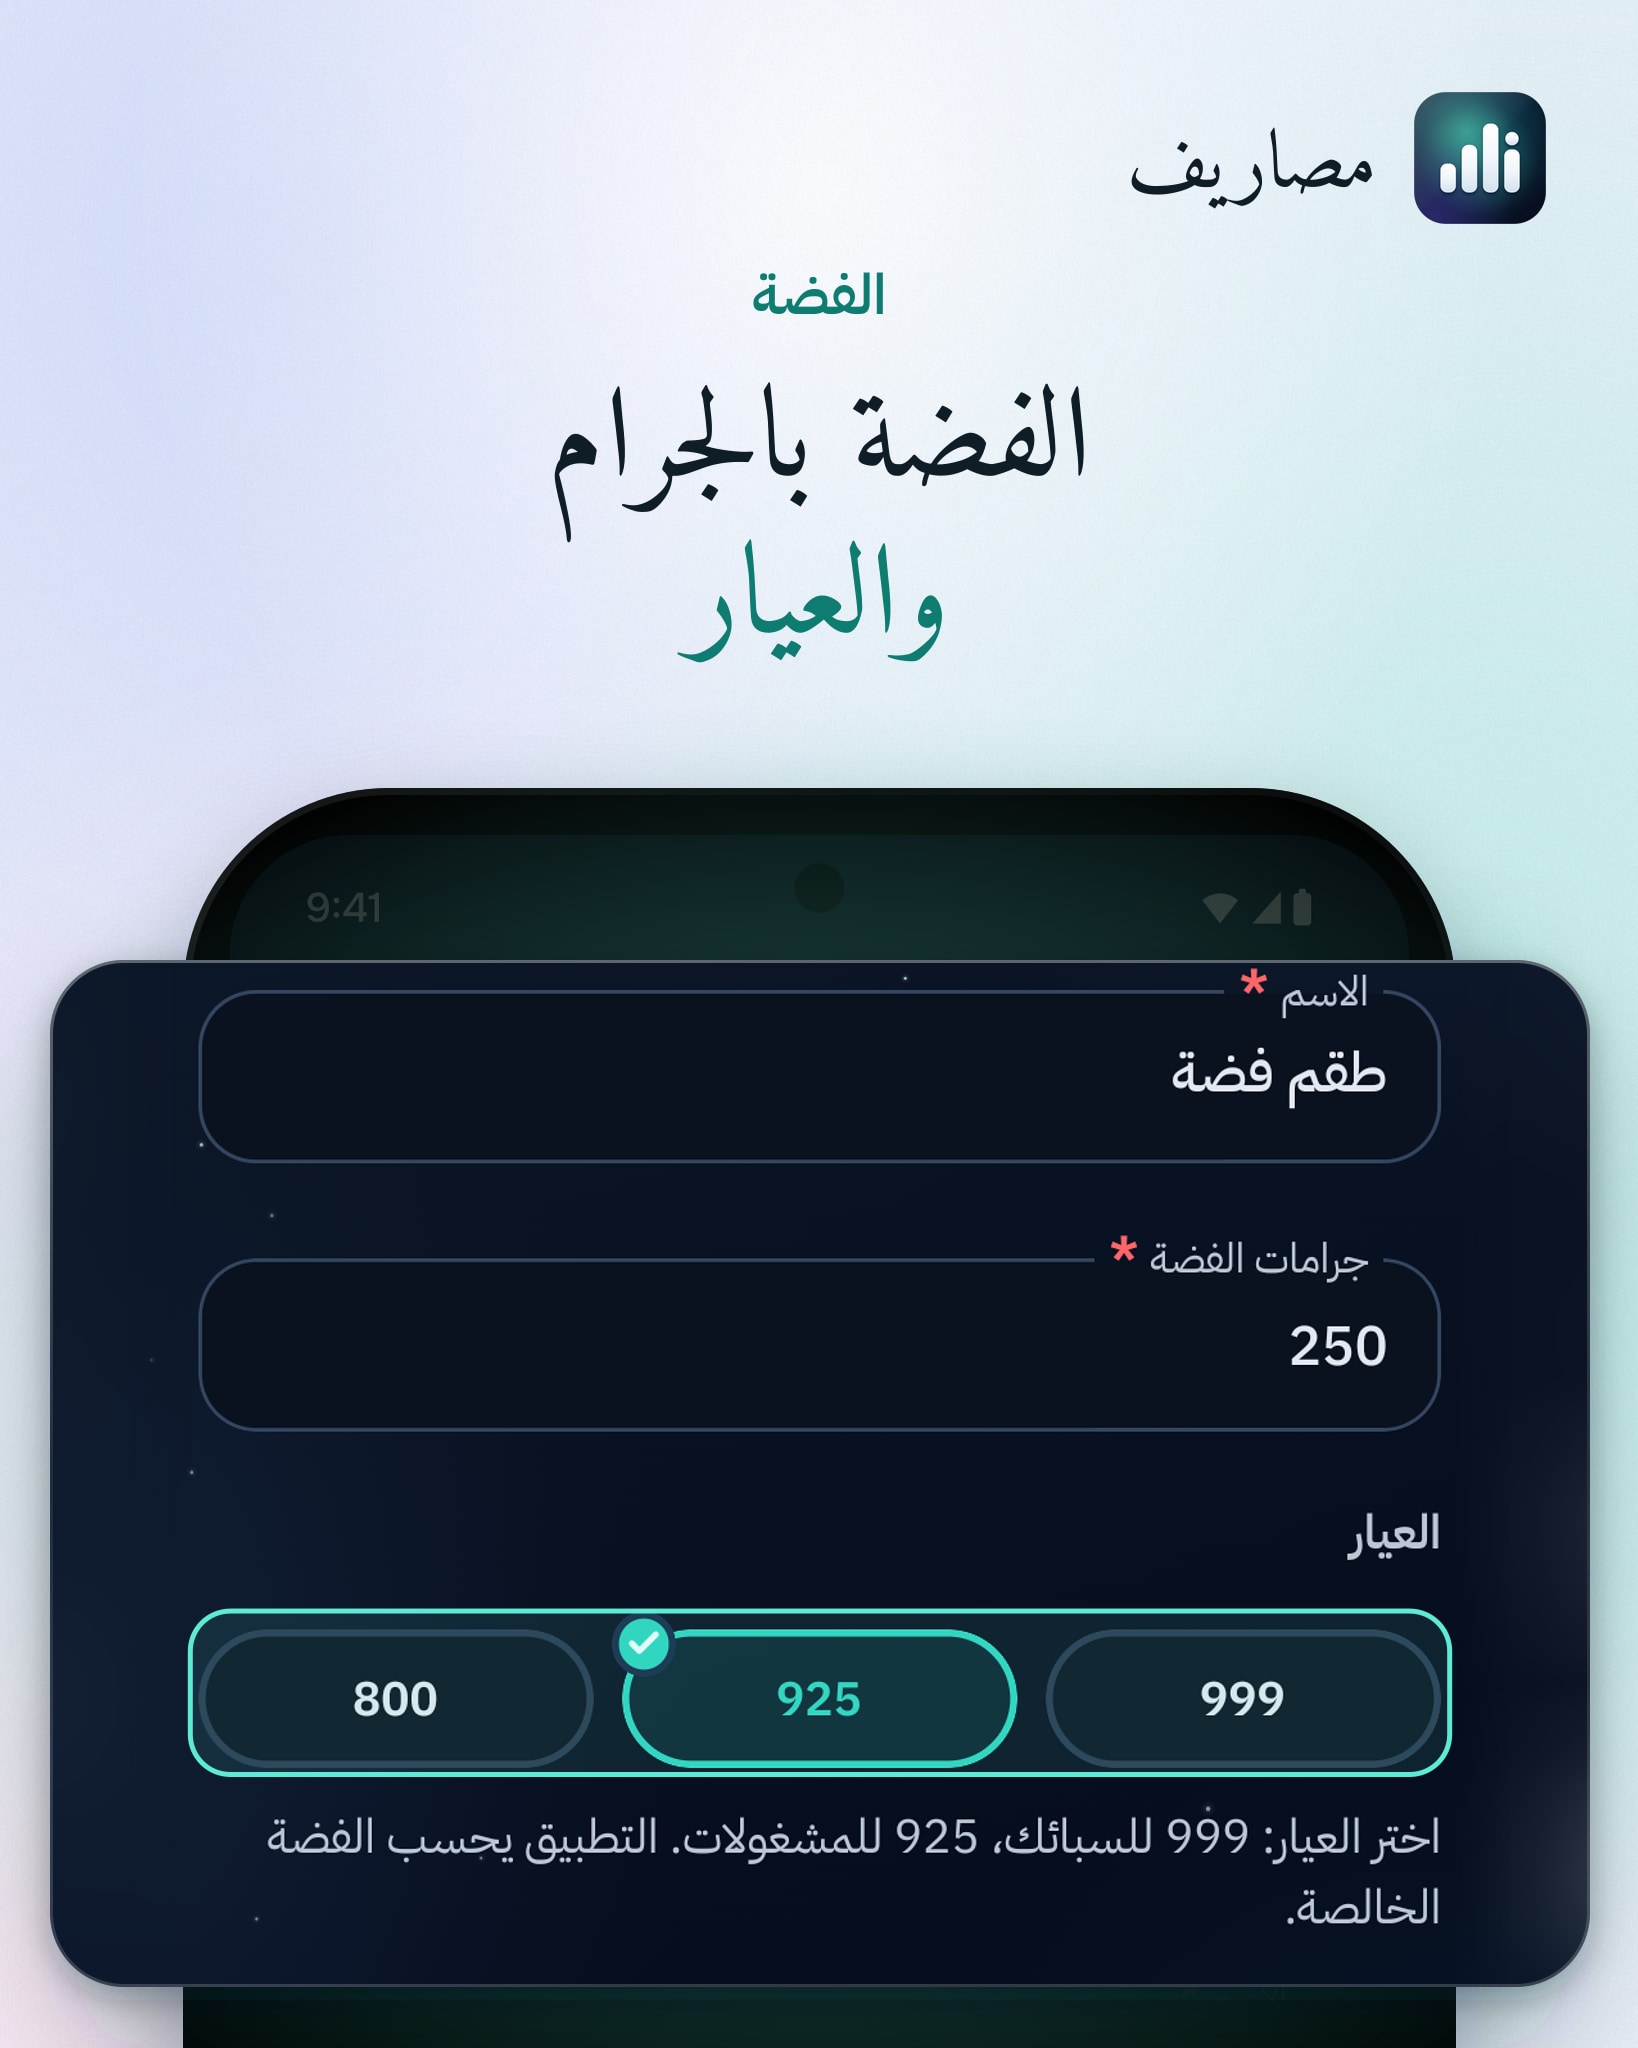 مصاريف
الفضة
الفضة بالجرام
والعيار
9:41
الاسم *
طقم فضة
جرامات الفضة *
250
العيار
999 925 800
اختر العيار: 999 للسبائك، 925 للمشغولات. التطبيق يحسب الفضة
الخالصة.